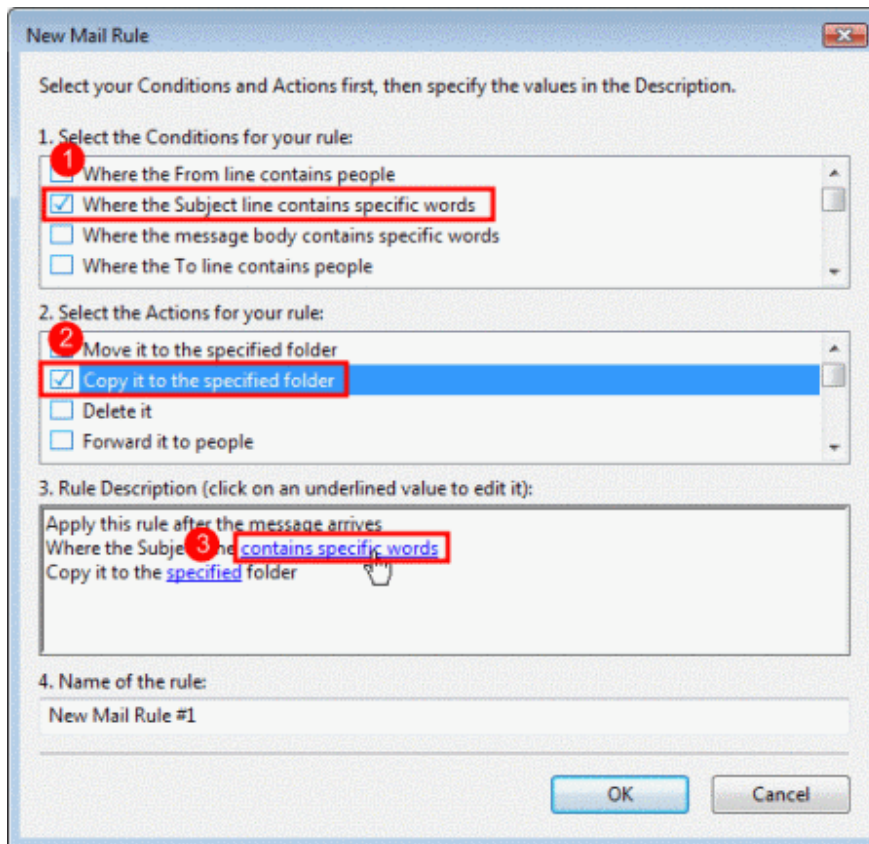 New Mail Rule
Select your Conditions and Actions first, then specify the values in the Description.
1. Select the Conditions for your rule:
1
Where the From line contains people
Where the Subject line contains specific words
Where the message body contains specific words
Where the To line contains people
2. Select the Actions for your rule:
2
Move it to the specified folder
Copy it to the specified folder
Delete it
Forward it to people
3. Rule Description (click on an underlined value to edit it):
Apply this rule after the message arrives
Where the Subje 3 ne contains specific words
Copy it to the specified folder
4. Name of the rule:
New Mail Rule #1
OK Cancel